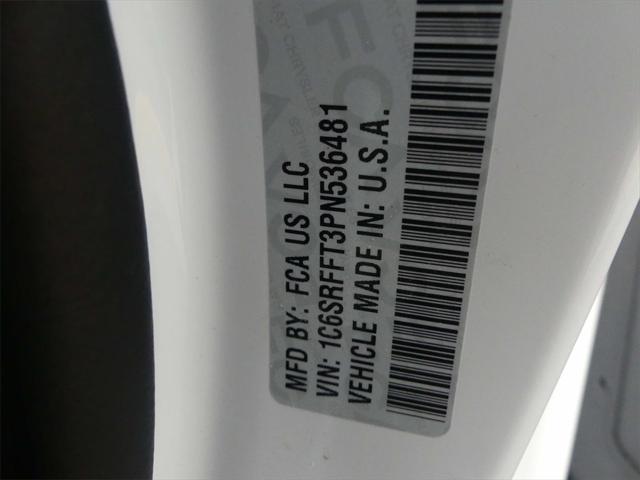 MFD BY: FCA US LLC
VIN: 1C6SRFFT3PN536481
VEHICLE MADE IN: U.S.A.